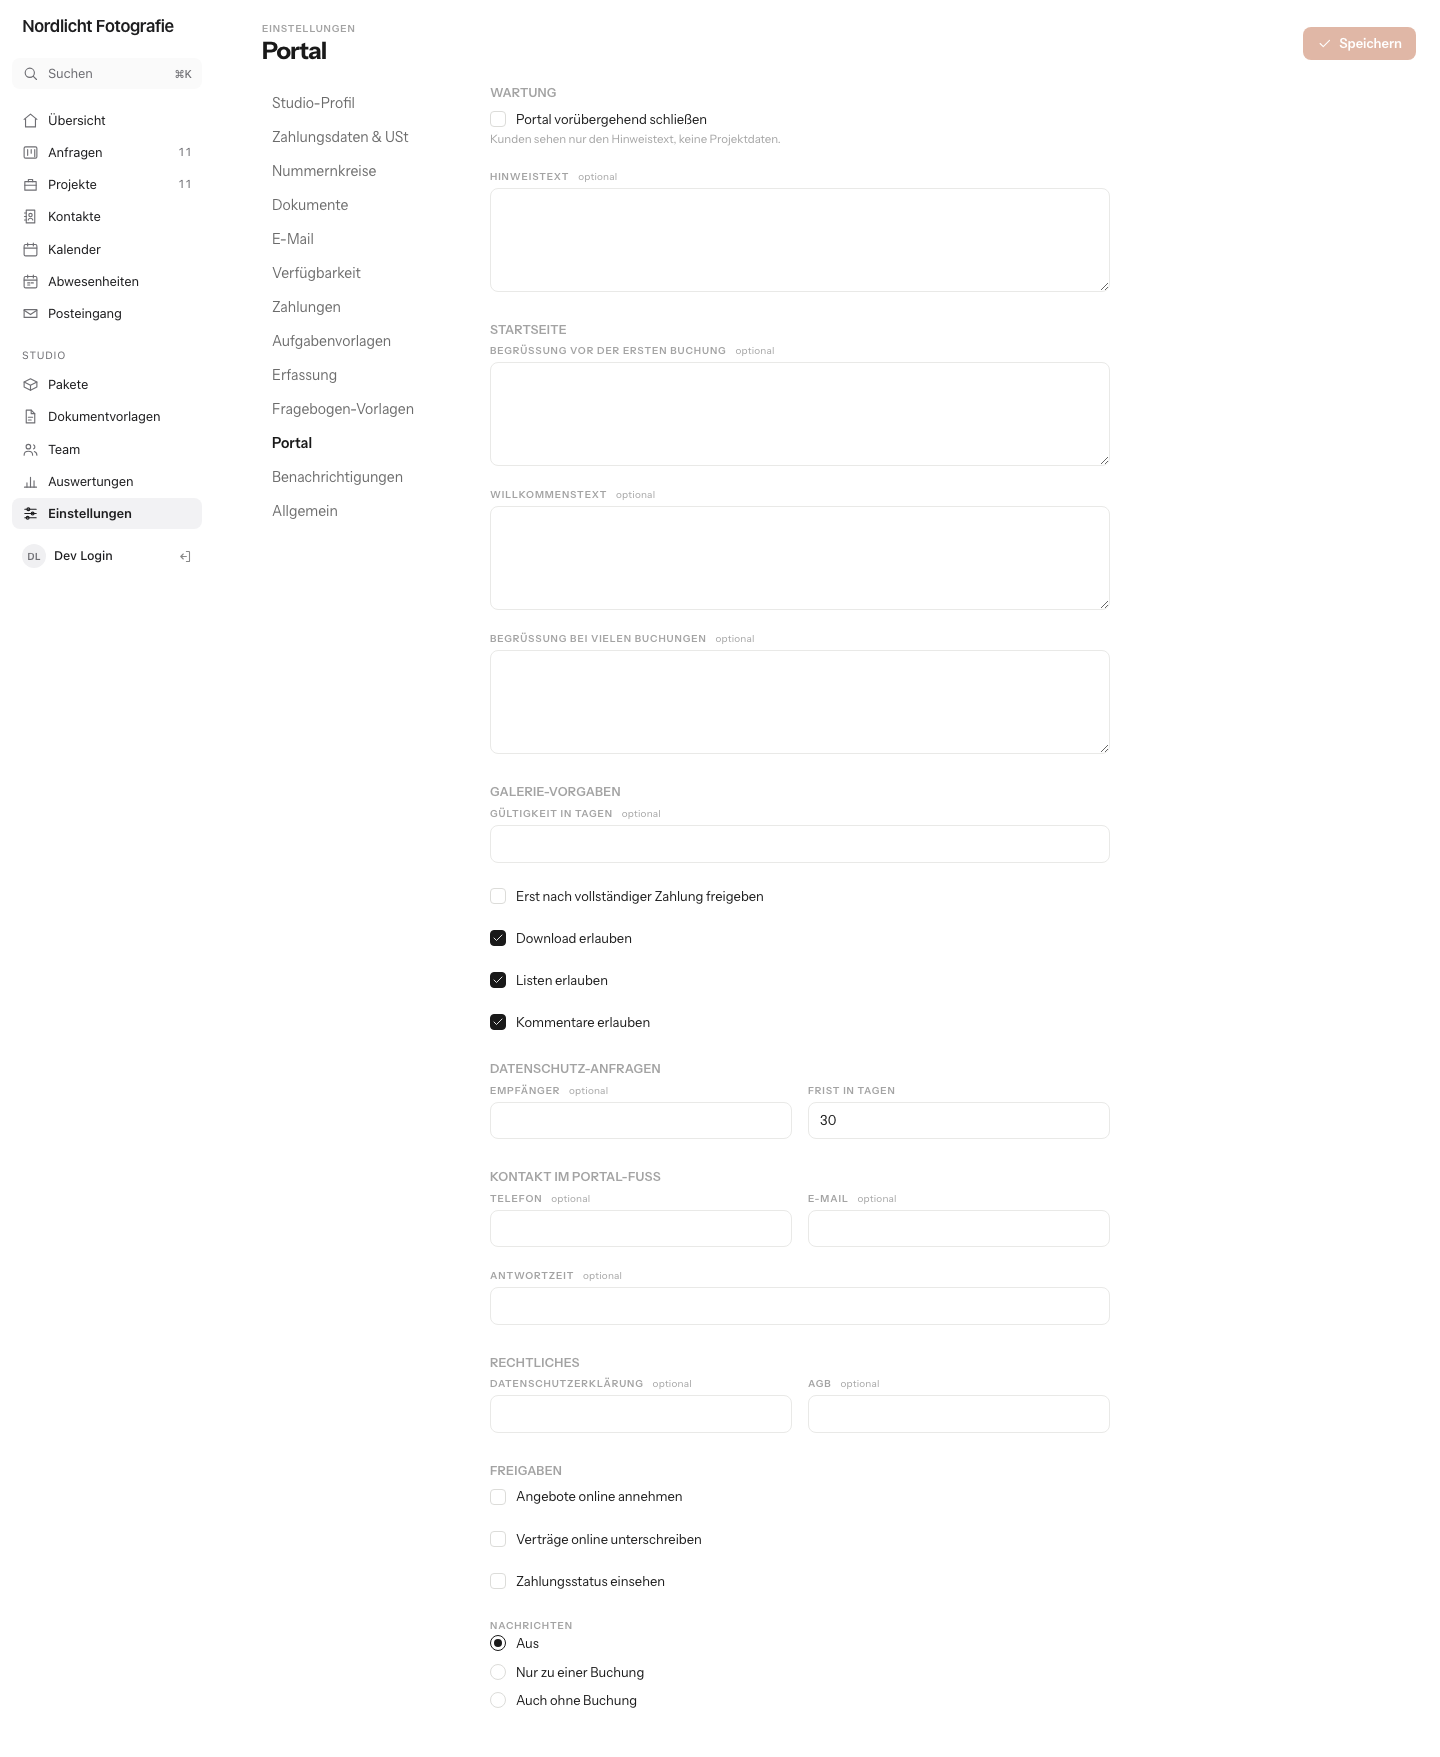 Nordlicht Fotografie
Suchen ⌘K
Übersicht
Anfragen 11
Projekte 11
Kontakte
Kalender
Abwesenheiten
Posteingang
STUDIO
Pakete
Dokumentvorlagen
Team
Auswertungen
Einstellungen
DL Dev Login
EINSTELLUNGEN
Portal
Speichern
Studio-Profil
Zahlungsdaten & USt
Nummernkreise
Dokumente
E-Mail
Verfügbarkeit
Zahlungen
Aufgabenvorlagen
Erfassung
Fragebogen-Vorlagen
Portal
Benachrichtigungen
Allgemein
WARTUNG
Portal vorübergehend schließen
Kunden sehen nur den Hinweistext, keine Projektdaten.
HINWEISTEXT optional
STARTSEITE
BEGRÜSSUNG VOR DER ERSTEN BUCHUNG optional
WILLKOMMENSTEXT optional
BEGRÜSSUNG BEI VIELEN BUCHUNGEN optional
GALERIE-VORGABEN
GÜLTIGKEIT IN TAGEN optional
Erst nach vollständiger Zahlung freigeben
Download erlauben
Listen erlauben
Kommentare erlauben
DATENSCHUTZ-ANFRAGEN
EMPFÄNGER optional FRIST IN TAGEN
30
KONTAKT IM PORTAL-FUSS
TELEFON optional E-MAIL optional
ANTWORTZEIT optional
RECHTLICHES
DATENSCHUTZERKLÄRUNG optional AGB optional
FREIGABEN
Angebote online annehmen
Verträge online unterschreiben
Zahlungsstatus einsehen
NACHRICHTEN
Aus
Nur zu einer Buchung
Auch ohne Buchung